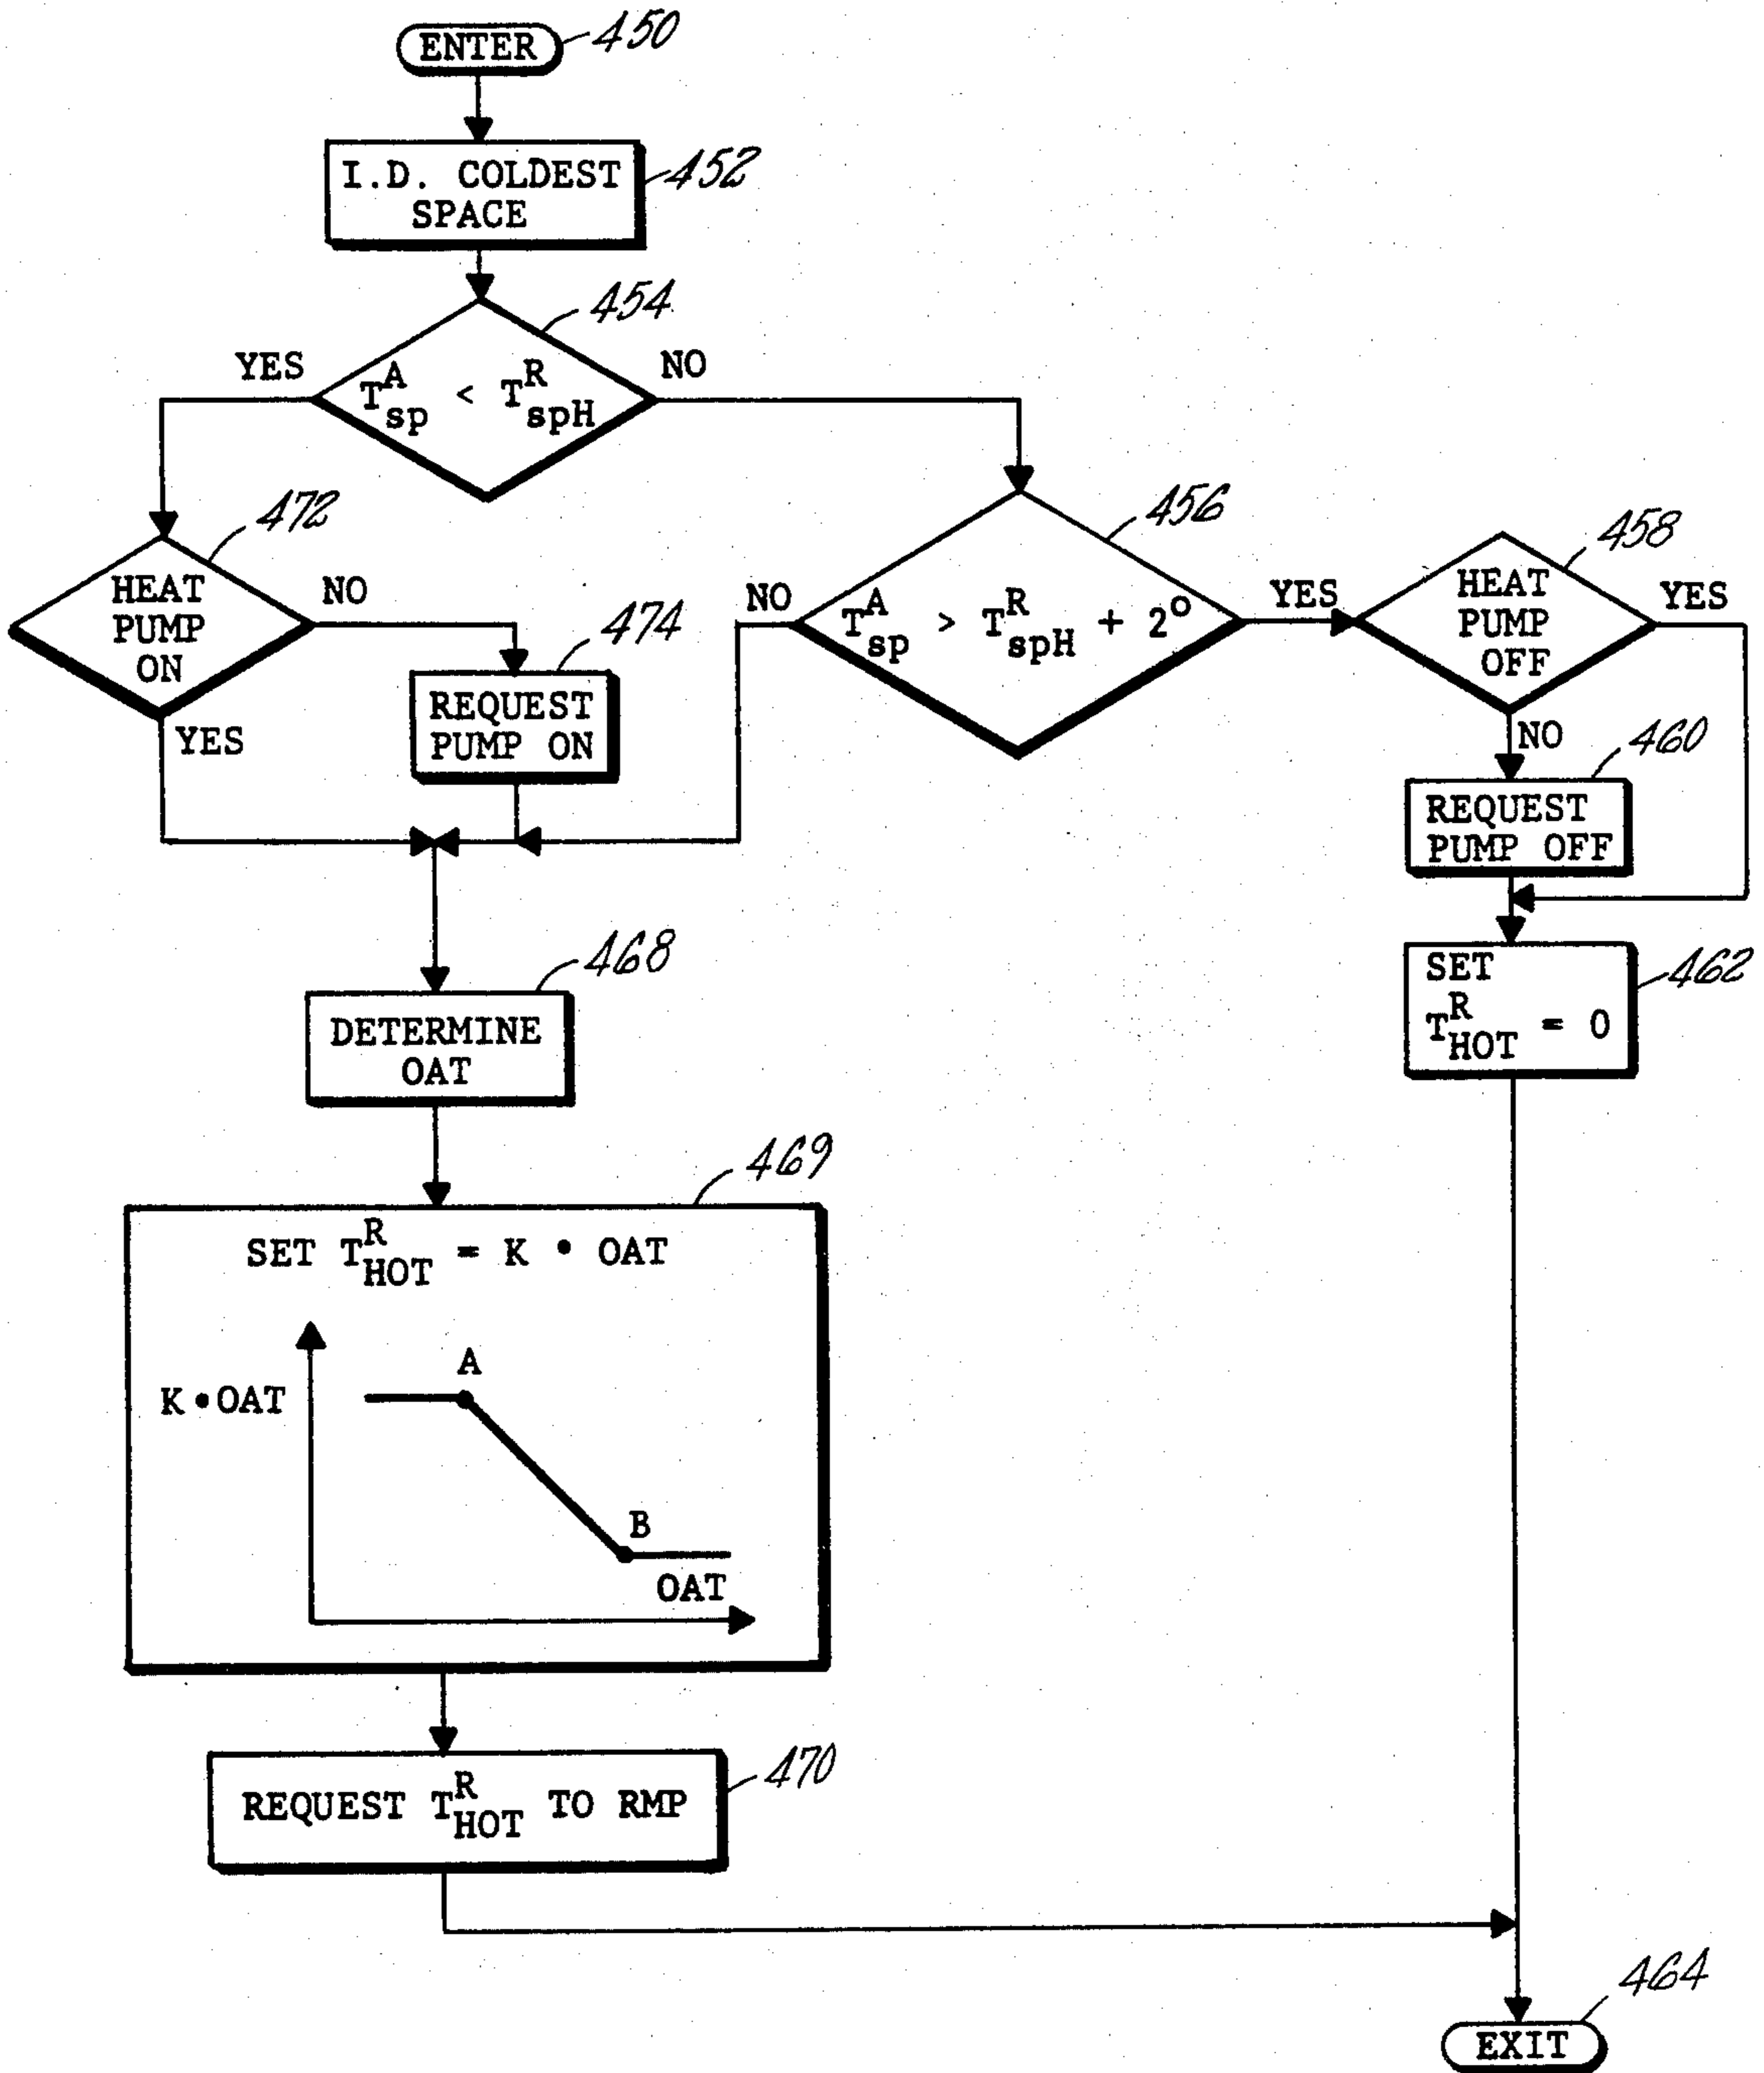 ENTER
450
I.D. COLDEST
SPACE
452
454
YES
T^A_sp < T^R_spH
NO
472
HEAT
PUMP
ON
NO
YES
474
REQUEST
PUMP ON
456
NO
T^A_sp > T^R_spH + 2°
YES
458
HEAT
PUMP
OFF
YES
NO
460
REQUEST
PUMP OFF
462
SET
T^R_HOT = 0
468
DETERMINE
OAT
469
SET T^R_HOT = K • OAT
A
K • OAT
B
OAT
470
REQUEST T^R_HOT TO RMP
464
EXIT